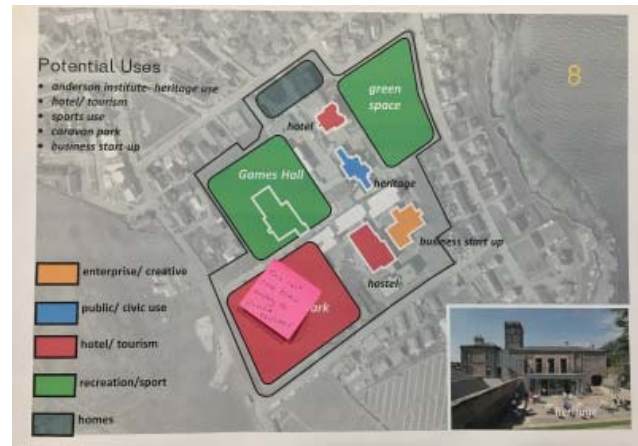 Potential Uses
• anderson institute- heritage use
• hotel/ tourism
• sports use
• caravan park
• business start-up
8
green
space
hotel
Games Hall
heritage
business start up
hostel
ark
enterprise/ creative
public/ civic use
hotel/ tourism
recreation/sport
homes
heritage